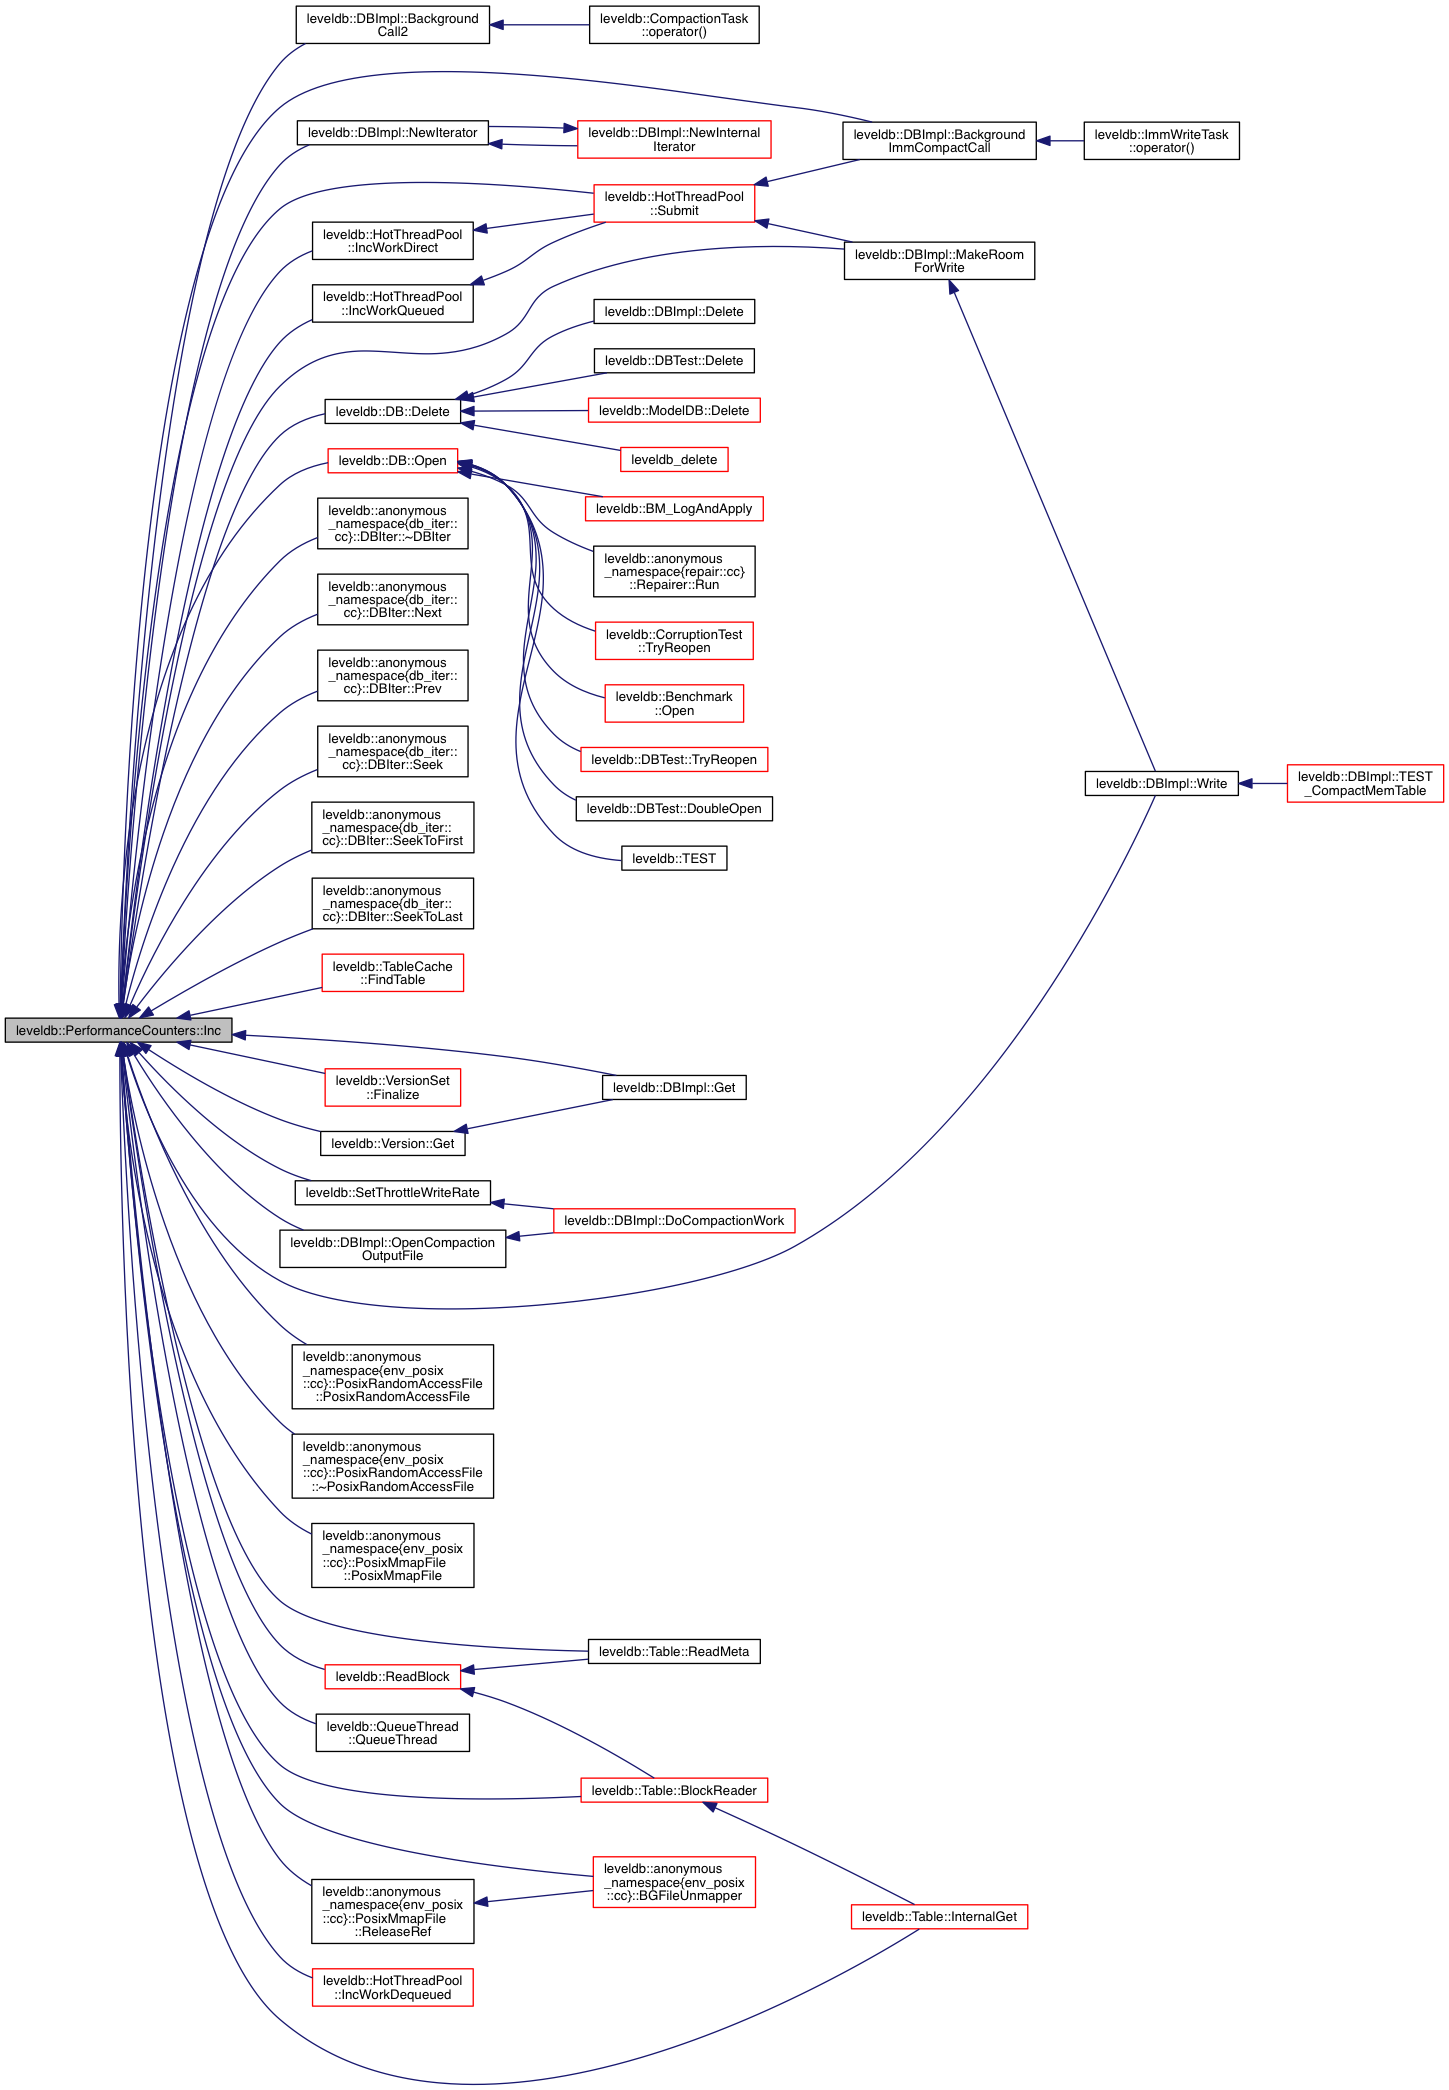 leveldb::DBImpl::Background
Call2
leveldb::CompactionTask
::operator()
leveldb::DBImpl::NewIterator
leveldb::DBImpl::NewInternal
Iterator
leveldb::DBImpl::Background
ImmCompactCall
leveldb::ImmWriteTask
::operator()
leveldb::HotThreadPool
::Submit
leveldb::HotThreadPool
::IncWorkDirect
leveldb::DBImpl::MakeRoom
ForWrite
leveldb::HotThreadPool
::IncWorkQueued
leveldb::DBImpl::Delete
leveldb::DBTest::Delete
leveldb::DB::Delete
leveldb::ModelDB::Delete
leveldb_delete
leveldb::DB::Open
leveldb::BM_LogAndApply
leveldb::anonymous
_namespace{db_iter::
cc}::DBIter::~DBIter
leveldb::anonymous
_namespace{repair::cc}
::Repairer::Run
leveldb::anonymous
_namespace{db_iter::
cc}::DBIter::Next
leveldb::CorruptionTest
::TryReopen
leveldb::anonymous
_namespace{db_iter::
cc}::DBIter::Prev
leveldb::Benchmark
::Open
leveldb::anonymous
_namespace{db_iter::
cc}::DBIter::Seek
leveldb::DBTest::TryReopen
leveldb::DBImpl::Write
leveldb::DBImpl::TEST
_CompactMemTable
leveldb::DBTest::DoubleOpen
leveldb::anonymous
_namespace{db_iter::
cc}::DBIter::SeekToFirst
leveldb::TEST
leveldb::anonymous
_namespace{db_iter::
cc}::DBIter::SeekToLast
leveldb::TableCache
::FindTable
leveldb::PerformanceCounters::Inc
leveldb::VersionSet
::Finalize
leveldb::DBImpl::Get
leveldb::Version::Get
leveldb::SetThrottleWriteRate
leveldb::DBImpl::DoCompactionWork
leveldb::DBImpl::OpenCompaction
OutputFile
leveldb::anonymous
_namespace{env_posix
::cc}::PosixRandomAccessFile
::PosixRandomAccessFile
leveldb::anonymous
_namespace{env_posix
::cc}::PosixRandomAccessFile
::~PosixRandomAccessFile
leveldb::anonymous
_namespace{env_posix
::cc}::PosixMmapFile
::PosixMmapFile
leveldb::Table::ReadMeta
leveldb::ReadBlock
leveldb::QueueThread
::QueueThread
leveldb::Table::BlockReader
leveldb::anonymous
_namespace{env_posix
::cc}::BGFileUnmapper
leveldb::anonymous
_namespace{env_posix
::cc}::PosixMmapFile
::ReleaseRef
leveldb::Table::InternalGet
leveldb::HotThreadPool
::IncWorkDequeued